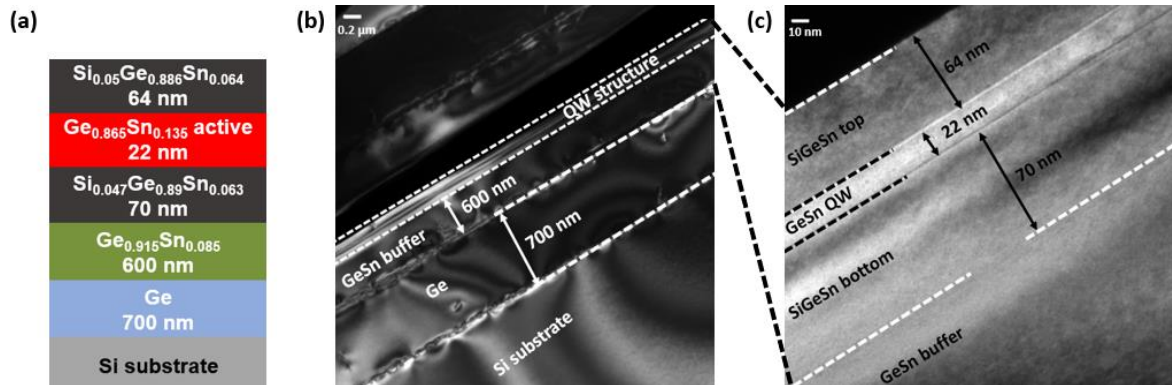 (a)
Si₀.₀₅Ge₀.₈₈₆Sn₀.₀₆₄
64 nm
Ge₀.₈₆₅Sn₀.₁₃₅ active
22 nm
Si₀.₀₄₇Ge₀.₈₉Sn₀.₀₆₃
70 nm
Ge₀.₉₁₅Sn₀.₀₈₅
600 nm
Ge
700 nm
Si substrate
(b)
0.2 µm
QW structure
600 nm
GeSn buffer
700 nm
Ge
Si substrate
(c)
10 nm
64 nm
SiGeSn top
22 nm
GeSn QW
70 nm
SiGeSn bottom
GeSn buffer